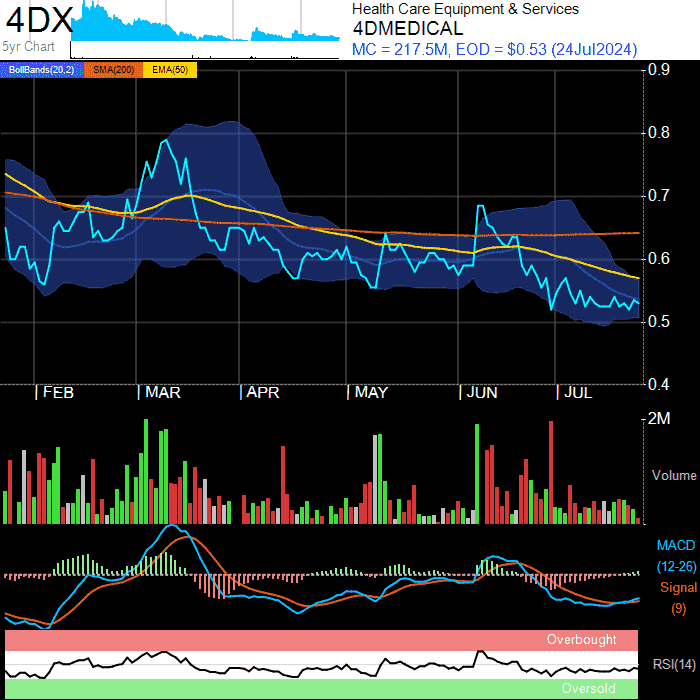 4DX
5yr Chart
Health Care Equipment & Services
4DMEDICAL
MC = 217.5M, EOD = $0.53 (24Jul2024)
BollBands(20,2) SMA(200) EMA(50)
0.9
0.8
0.7
0.6
0.5
0.4
FEB MAR APR MAY JUN JUL
2M
Volume
MACD
(12-26)
Signal
(9)
Overbought
RSI(14)
Oversold